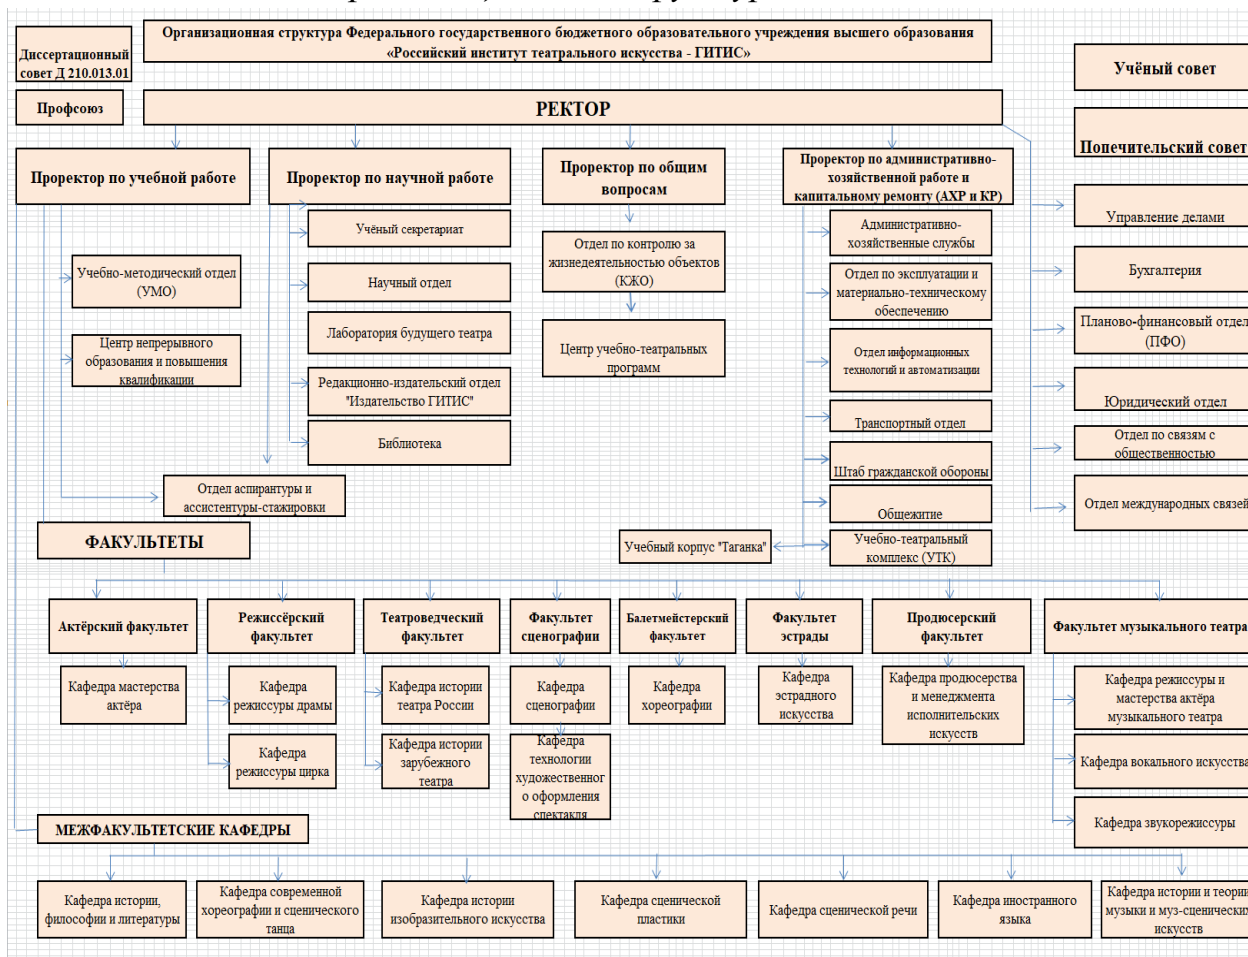 Организационная структура Федерального государственного бюджетного образовательного учреждения высшего образования
«Российский институт театрального искусства - ГИТИС»
Диссертационный
совет Д 210.013.01
Учёный совет
Профсоюз
РЕКТОР
Попечительский совет
Проректор по учебной работе
Проректор по научной работе
Проректор по общим
вопросам
Проректор по административно-
хозяйственной работе и
капитальному ремонту (АХР и КР)
Учебно-методический отдел
(УМО)
Центр непрерывного
образования и повышения
квалификации
Учёный секретариат
Научный отдел
Лаборатория будущего театра
Редакционно-издательский отдел
"Издательство ГИТИС"
Библиотека
Отдел аспирантуры и
ассистентуры-стажировки
Отдел по контролю за
жизнедеятельностью объектов
(КЖО)
Центр учебно-театральных
программ
Административно-
хозяйственные службы
Отдел по эксплуатации и
материально-техническому
обеспечению
Отдел информационных
технологий и автоматизации
Транспортный отдел
Штаб гражданской обороны
Общежитие
Учебно-театральный
комплекс (УТК)
Учебный корпус "Таганка"
Управление делами
Бухгалтерия
Планово-финансовый отдел
(ПФО)
Юридический отдел
Отдел по связям с
общественностью
Отдел международных связей
ФАКУЛЬТЕТЫ
Актёрский факультет
Режиссёрский
факультет
Театроведческий
факультет
Факультет
сценографии
Балетмейстерский
факультет
Факультет
эстрады
Продюсерский
факультет
Факультет музыкального театра
Кафедра мастерства
актёра
Кафедра
режиссуры драмы
Кафедра
режиссуры цирка
Кафедра истории
театра России
Кафедра истории
зарубежного
театра
Кафедра
сценографии
Кафедра
технологии
художественног
о оформления
спектакля
Кафедра
хореографии
Кафедра
эстрадного
искусства
Кафедра продюсерства
и менеджмента
исполнительских
искусств
Кафедра режиссуры и
мастерства актёра
музыкального театра
Кафедра вокального искусства
Кафедра звукорежиссуры
МЕЖФАКУЛЬТЕТСКИЕ КАФЕДРЫ
Кафедра истории,
философии и литературы
Кафедра современной
хореографии и сценического
танца
Кафедра истории
изобразительного искусства
Кафедра сценической
пластики
Кафедра сценической речи
Кафедра иностранного
языка
Кафедра истории и теории
музыки и муз-сценических
искусств